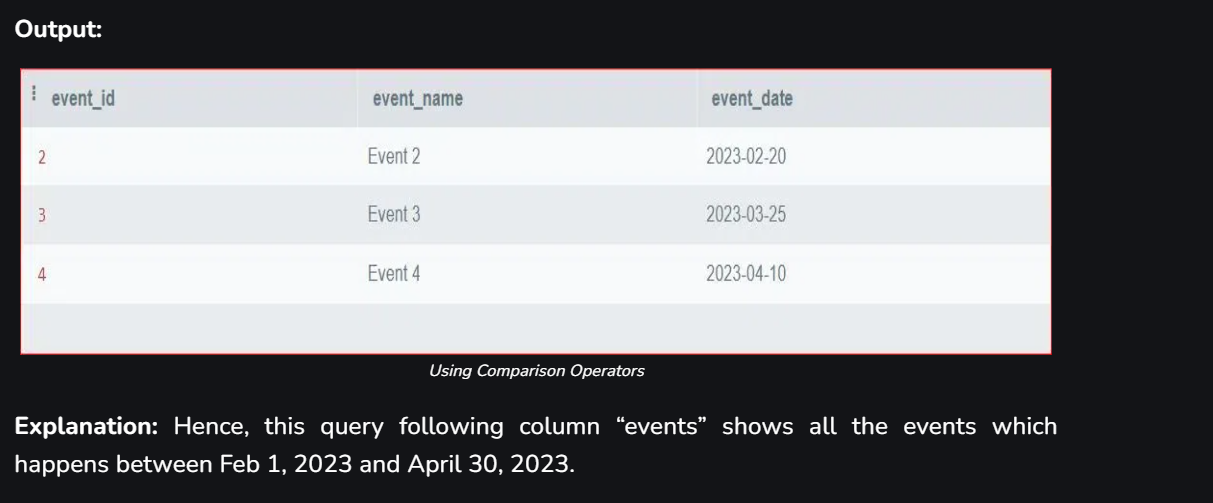 Output:
event_id event_name event_date
2 Event 2 2023-02-20
3 Event 3 2023-03-25
4 Event 4 2023-04-10
Using Comparison Operators
Explanation: Hence, this query following column “events” shows all the events which
happens between Feb 1, 2023 and April 30, 2023.